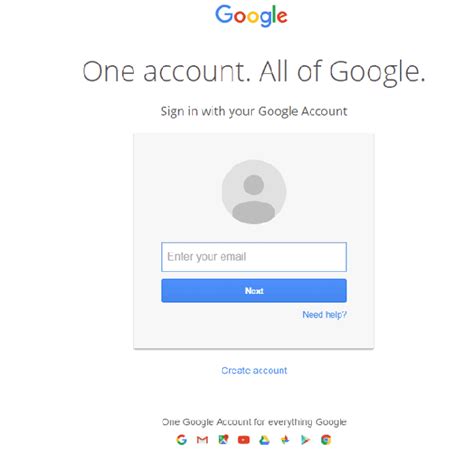 Google
One account. All of Google.
Sign in with your Google Account
Enter your email
Next
Need help?
Create account
One Google Account for everything Google